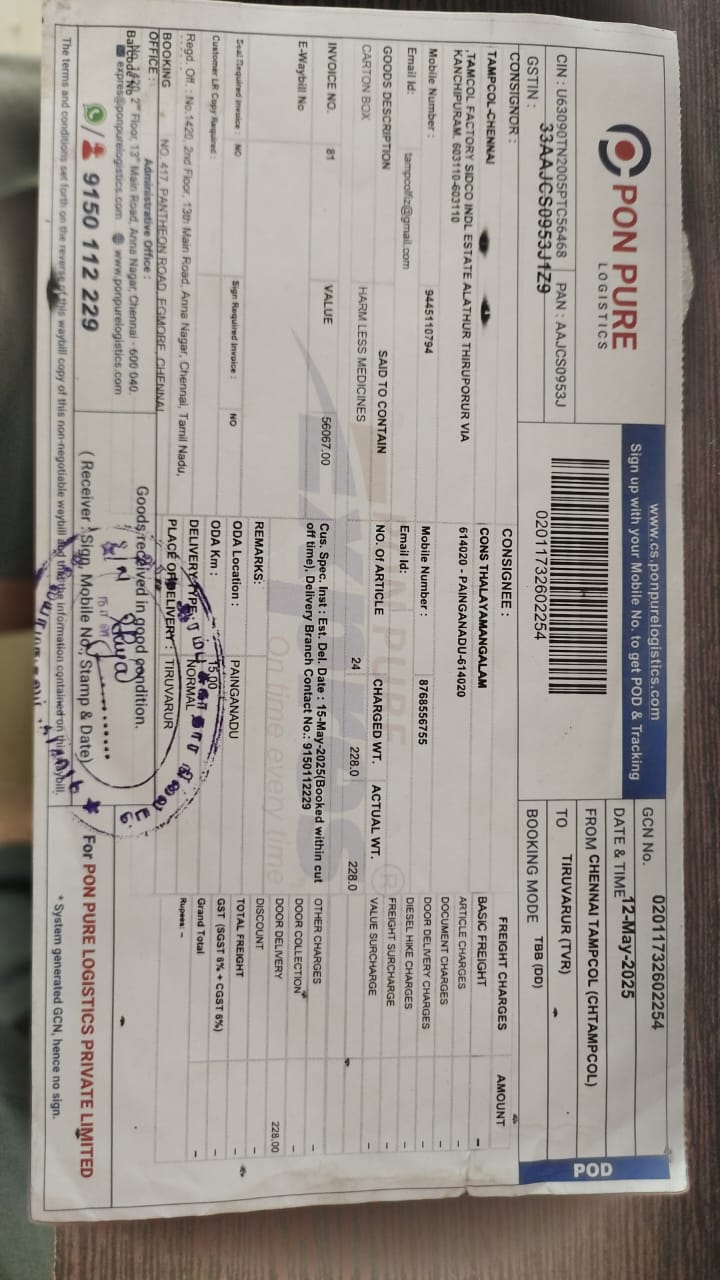 PON PURE
LOGISTICS
CIN : U63090TN2005PTC56468 PAN : AAJCS0953J
GSTIN : 33AAJCS0953J1Z9
www.cs.ponpurelogistics.com
Sign up with your Mobile No. to get POD & Tracking
02011732602254
GCN No. 02011732602254
DATE & TIME 12-May-2025
FROM CHENNAI TAMPCOL (CHTAMPCOL)
TO TIRUVARUR (TVR)
BOOKING MODE TBB (DD)
POD
CONSIGNOR :
TAMPCOL-CHENNAI
,TAMCOL FACTORY SIDCO INDL ESTATE ALATHUR THIRUPORUR VIA
KANCHIPURAM, 603110-603110
Mobile Number : 9445110794
Email Id: tampcolfiz@gmail.com
CONSIGNEE :
CONS THALAYAMANGALAM
614020 - PAINGANADU-614020
Mobile Number : 8768556755
Email Id:
GOODS DESCRIPTION SAID TO CONTAIN NO. OF ARTICLE CHARGED WT. ACTUAL WT.
CARTON BOX HARM LESS MEDICINES 24 228.0 228.0
INVOICE NO. 81 VALUE 56067.00
E-Waybill No
Cus. Spec. Inst : Est. Del. Date : 15-May-2025(Booked within cut
off time), Delivery Branch Contact No.: 9150112229
REMARKS:
Seal Required Invoice : NO Sign Required Invoice : NO
Customer LR Copy Required :
ODA Location : PAINGANADU
ODA Km : 15.00
DELIVERY TYPE NORMAL
PLACE OF DELIVERY : TIRUVARUR
Regd. Off. : No.1420, 2nd Floor, 13th Main Road, Anna Nagar, Chennai, Tamil Nadu,
BOOKING NO. 417, PANTHEON ROAD, EGMORE, CHENNAI
OFFICE :
Administrative Office :
No. 1420, 2nd Floor, 13th Main Road, Anna Nagar, Chennai - 600 040.
Barcode No
expres@ponpurelogistics.com www.ponpurelogistics.com
9150 112 229
Goods received in good condition.
( Receiver : Sign, Mobile No., Stamp & Date)
FREIGHT CHARGES AMOUNT
BASIC FREIGHT -
ARTICLE CHARGES -
DOCUMENT CHARGES -
DOOR DELIVERY CHARGES -
DIESEL HIKE CHARGES -
FREIGHT SURCHARGE -
VALUE SURCHARGE -
OTHER CHARGES -
DOOR COLLECTION -
DOOR DELIVERY 228.00
DISCOUNT -
TOTAL FREIGHT -
GST (SGST 6% + CGST 6%) -
Grand Total -
Rupees: -
For PON PURE LOGISTICS PRIVATE LIMITED
* System generated GCN, hence no sign.
The terms and conditions set forth on the reverse of this waybill copy of this non-negotiable waybill and the information contained on this waybill.
PON PURE
On time every time